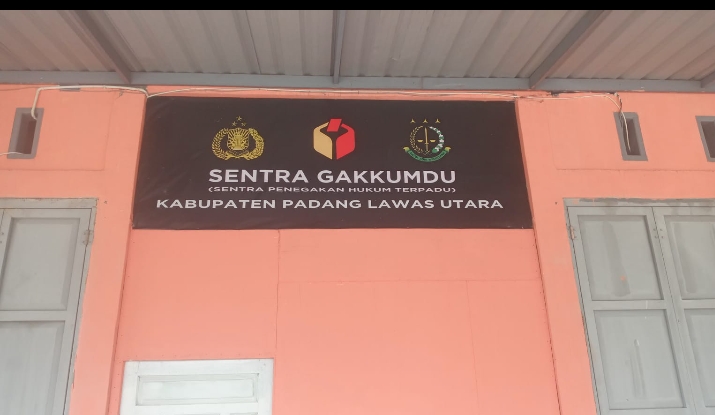 SENTRA GAKKUMDU
(SENTRA PENEGAKAN HUKUM TERPADU)
KABUPATEN PADANG LAWAS UTARA